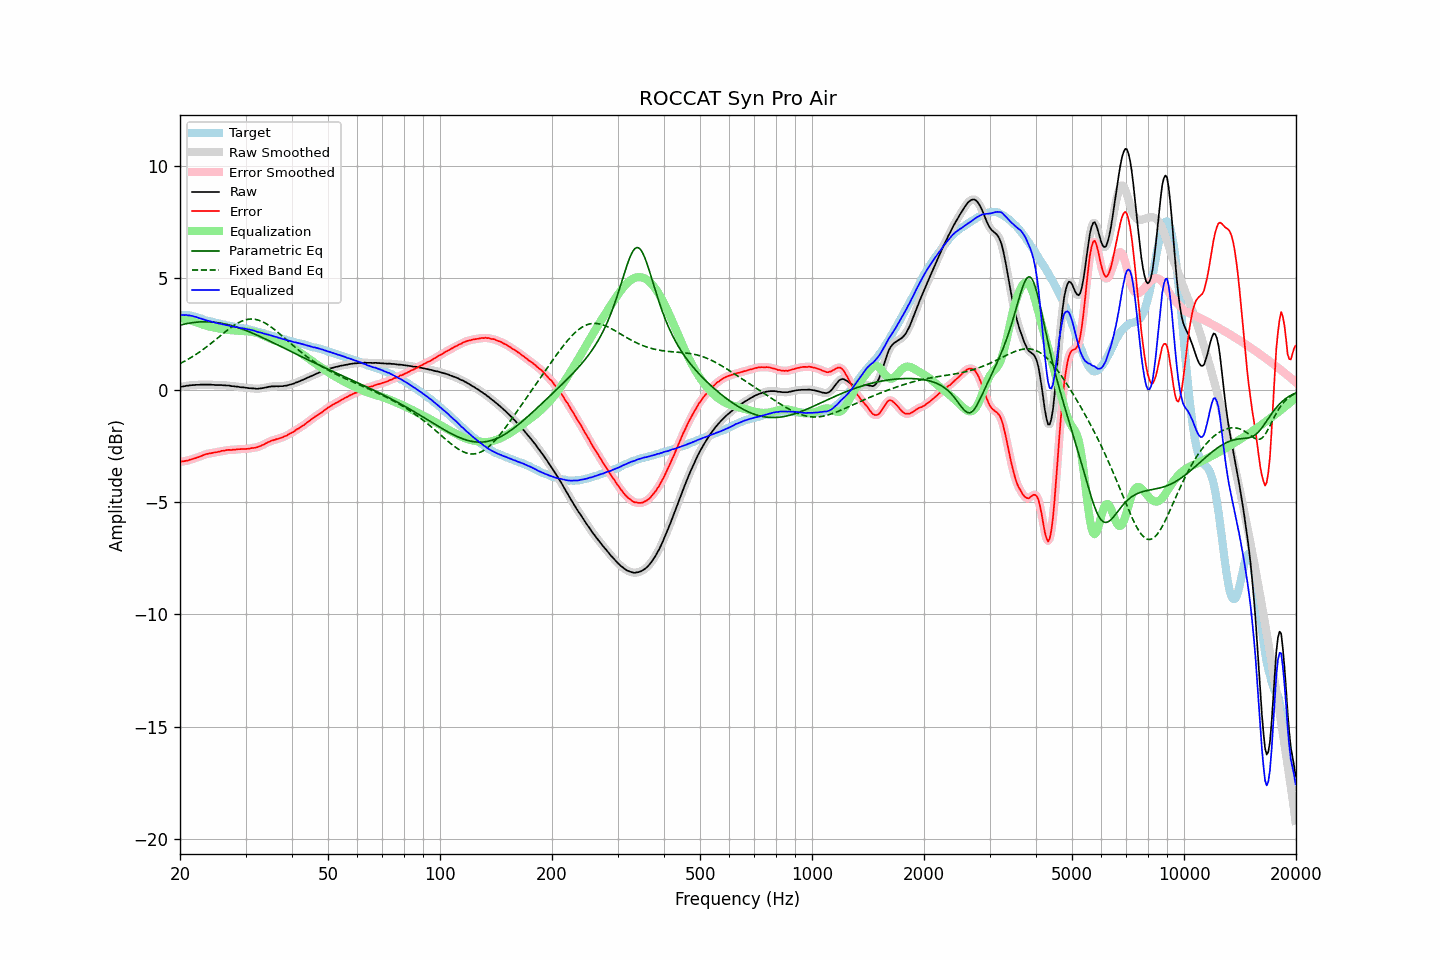 ROCCAT Syn Pro Air
Target
Raw Smoothed
Error Smoothed
Raw
Error
Equalization
Parametric Eq
Fixed Band Eq
Equalized
10
5
0
−5
−10
−15
−20
Amplitude (dBr)
20
50
100
200
500
1000
2000
5000
10000
20000
Frequency (Hz)